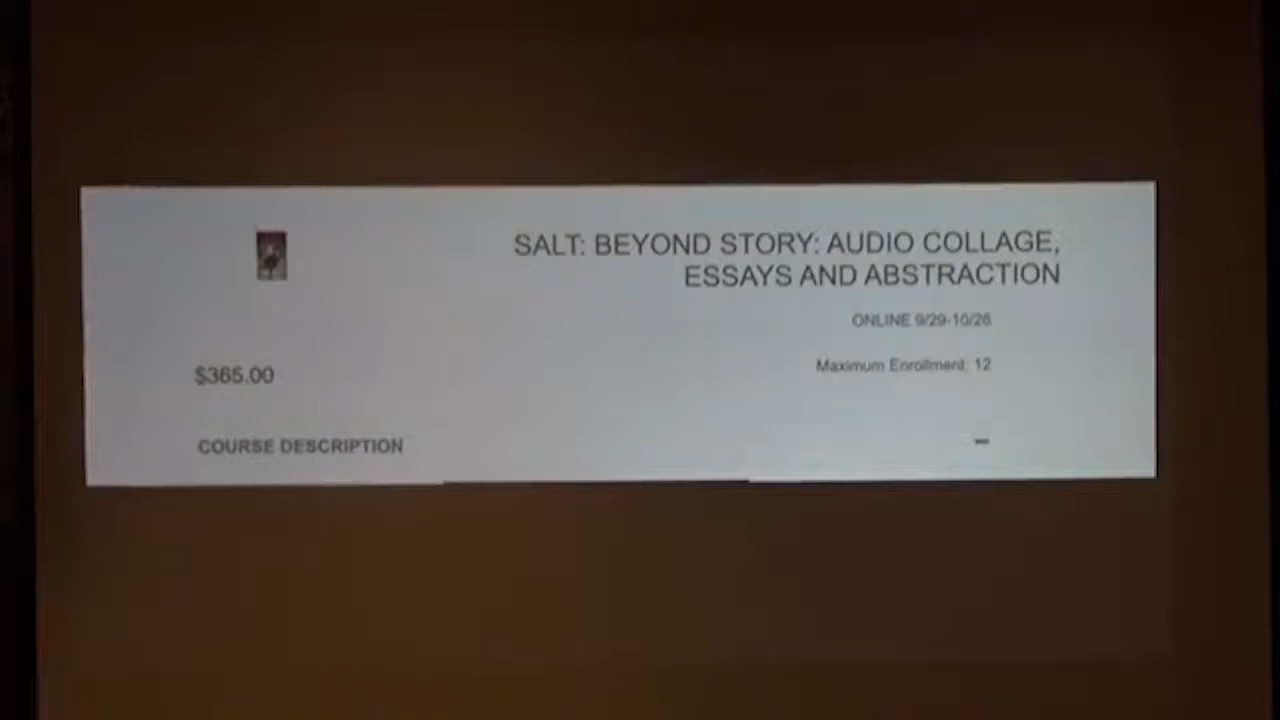 SALT: BEYOND STORY: AUDIO COLLAGE,
ESSAYS AND ABSTRACTION
ONLINE 9/29-10/26
Maximum Enrollment: 12
$365.00
COURSE DESCRIPTION